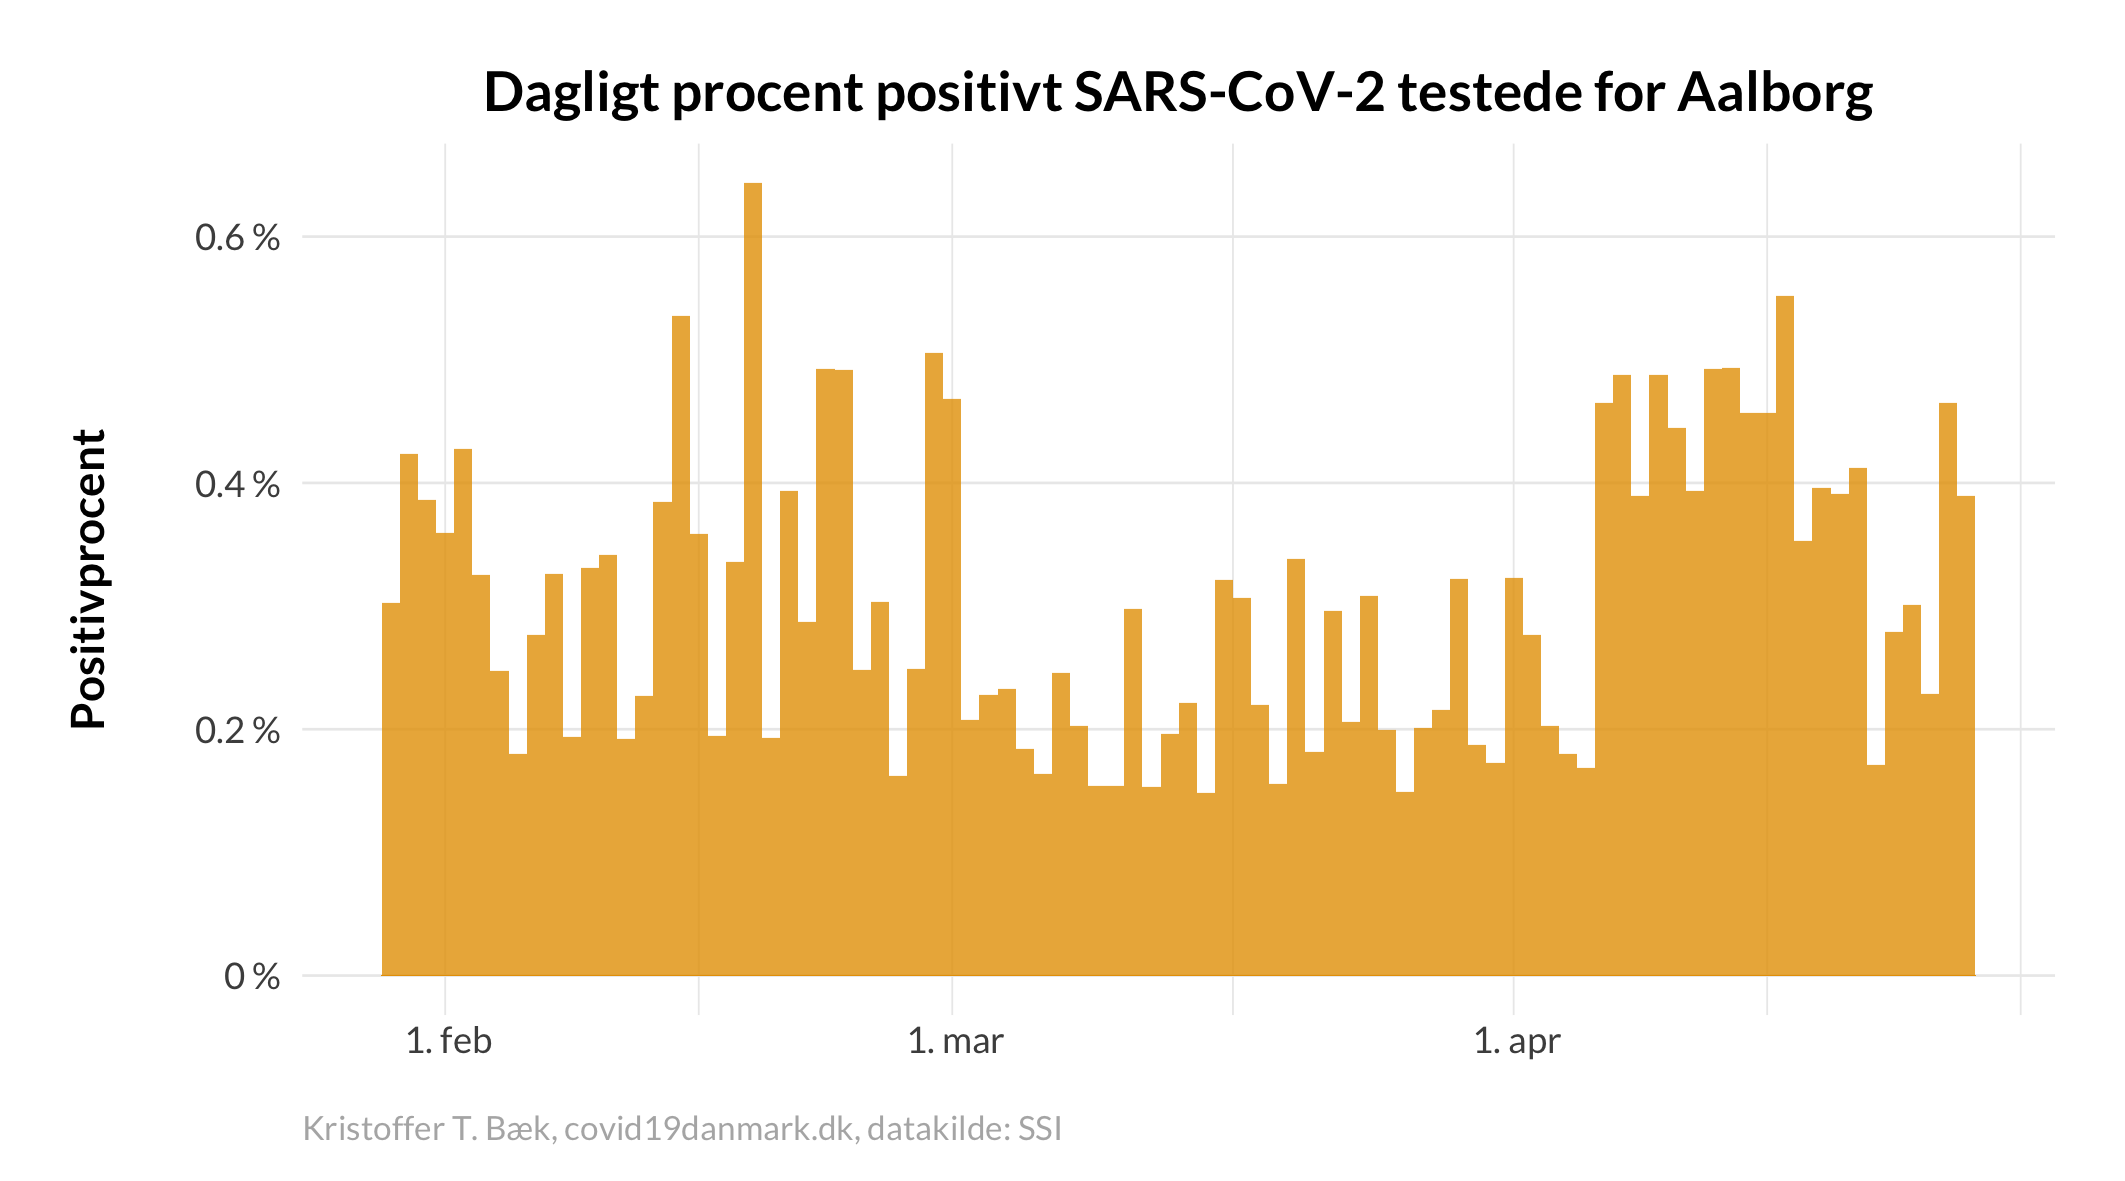 Dagligt procent positivt SARS-CoV-2 testede for Aalborg
Positivprocent
0.6 %
0.4 %
0.2 %
0 %
1. feb
1. mar
1. apr
Kristoffer T. Bæk, covid19danmark.dk, datakilde: SSI